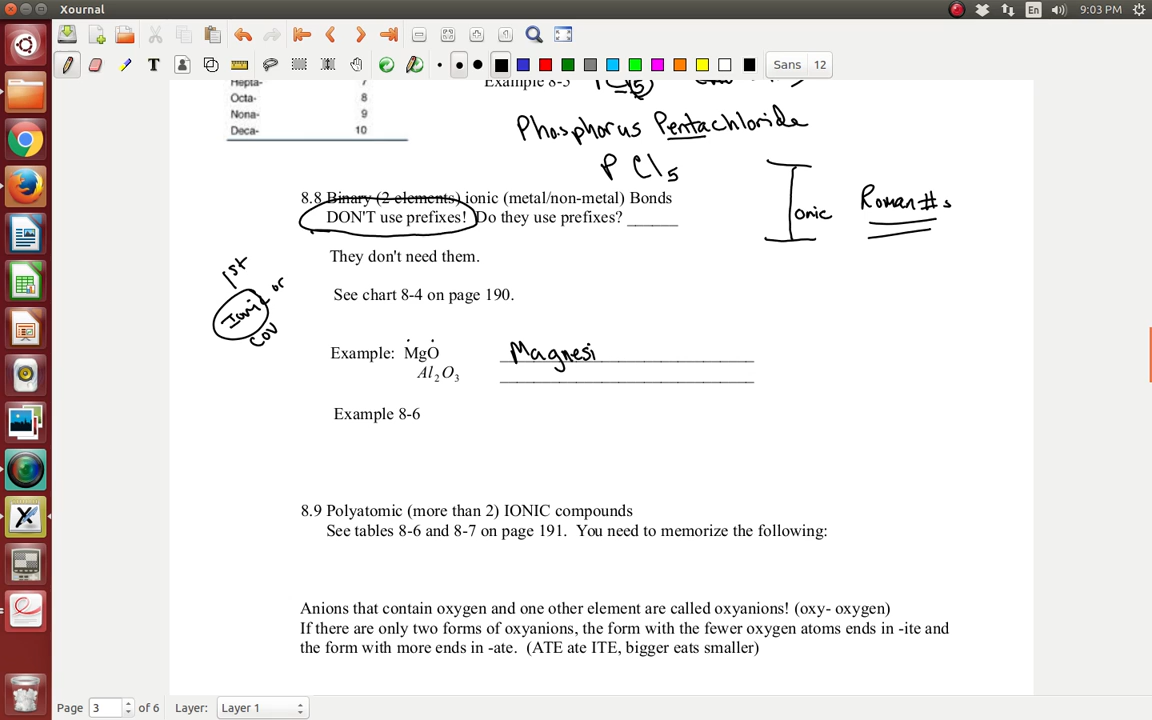 Xournal
En
9:03 PM
Sans 12
Hepta- 7
Octa- 8
Nona- 9
Deca- 10
Example 8-5
Phosphorus Pentachloride
P Cl5
8.8 Binary (2 elements) ionic (metal/non-metal) Bonds
DON'T use prefixes! Do they use prefixes? ______
Ionic
Roman #s
They don't need them.
1st
Ionic or
cov
See chart 8-4 on page 190.
Example: MgO Magnesi
Al2O3
Example 8-6
8.9 Polyatomic (more than 2) IONIC compounds
See tables 8-6 and 8-7 on page 191. You need to memorize the following:
Anions that contain oxygen and one other element are called oxyanions! (oxy- oxygen)
If there are only two forms of oxyanions, the form with the fewer oxygen atoms ends in -ite and
the form with more ends in -ate. (ATE ate ITE, bigger eats smaller)
Page 3 of 6 Layer: Layer 1